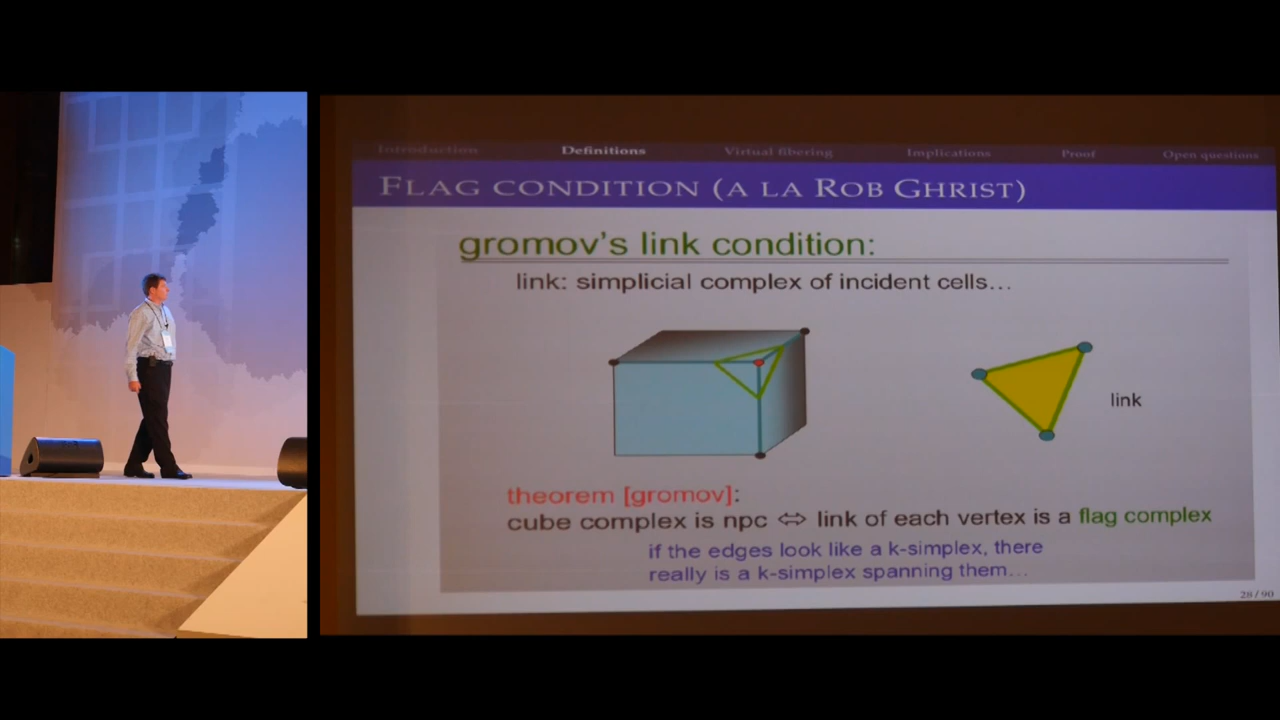 Introduction Definitions Virtual fibering Implications Proof Open questions
FLAG CONDITION (A LA ROB GHRIST)
gromov's link condition:
link: simplicial complex of incident cells...
link
theorem [gromov]:
cube complex is npc ⇔ link of each vertex is a flag complex
if the edges look like a k-simplex, there
really is a k-simplex spanning them...
28 / 90